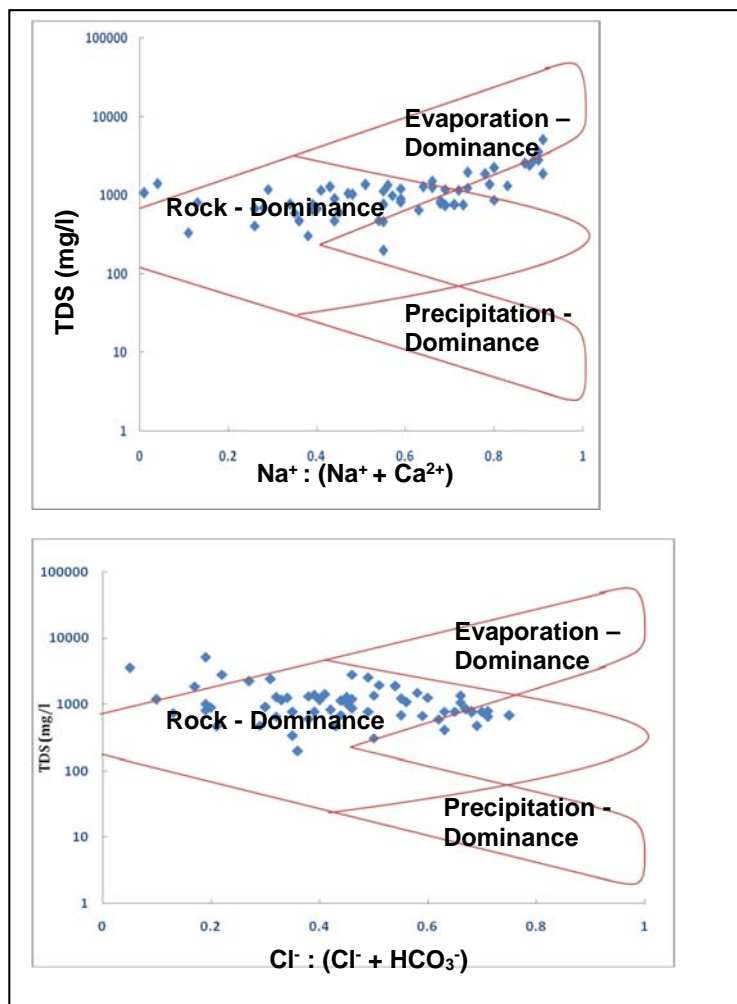 100000
10000
1000
100
10
1
TDS (mg/l)
Evaporation –
Dominance
Rock - Dominance
Precipitation -
Dominance
0 0.2 0.4 0.6 0.8 1
Na⁺ : (Na⁺ + Ca²⁺)
100000
10000
1000
100
10
1
TDS (mg/l
Evaporation –
Dominance
Rock - Dominance
Precipitation -
Dominance
0 0.2 0.4 0.6 0.8 1
Cl⁻ : (Cl⁻ + HCO₃⁻)